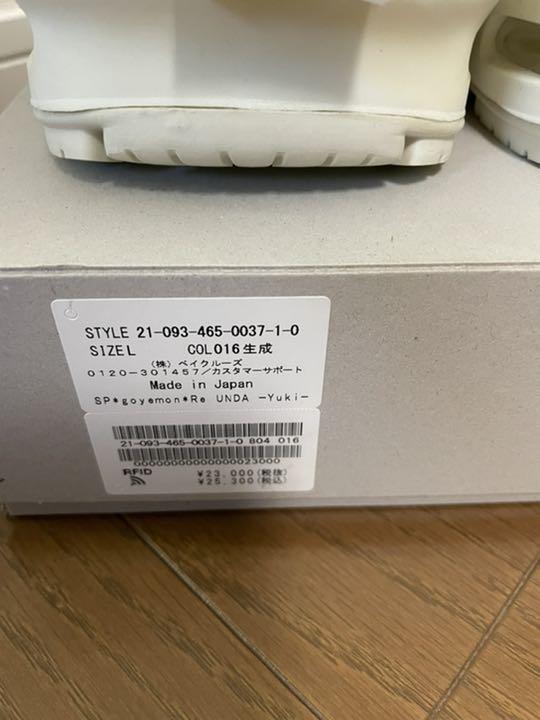 STYLE 21-093-465-0037-1-0
SIZE L COL 016 生成
(株) ベイクルーズ
0120-301457/カスタマーサポート
Made in Japan
SP*goyemon*Re UNDA -Yuki-
21-093-465-0037-1-0 804 016
00000000000000023000
RFID ¥23,000(税抜)
¥25,300(税込)